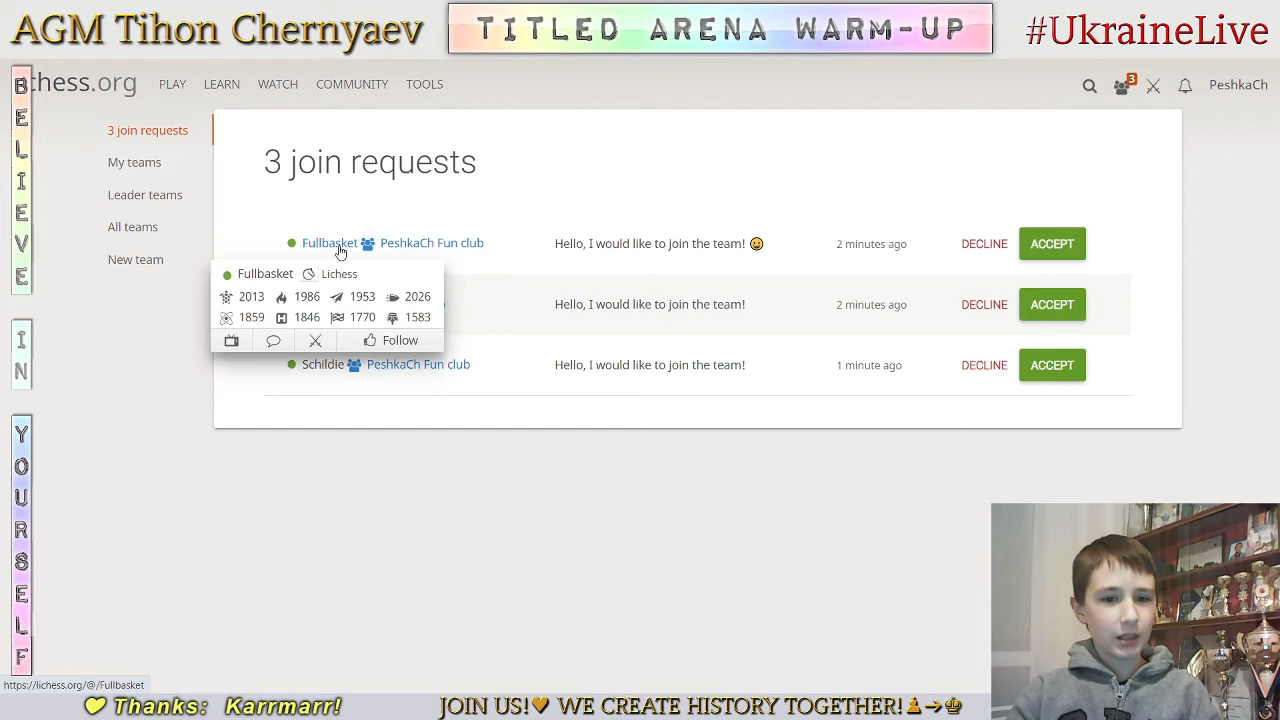 AGM Tihon Chernyaev
TITLED ARENA WARM-UP
#UkraineLive
BELIEVE
IN
YOURSELF
chess.org
PLAY
LEARN
WATCH
COMMUNITY
TOOLS
3
PeshkaCh
3 join requests
My teams
Leader teams
All teams
New team
3 join requests
Fullbasket PeshkaCh Fun club
Hello, I would like to join the team! 😀
2 minutes ago
DECLINE
ACCEPT
Fullbasket Lichess
2013 1986 1953 2026
1859 1846 1770 1583
Follow
Hello, I would like to join the team!
2 minutes ago
DECLINE
ACCEPT
Schildie PeshkaCh Fun club
Hello, I would like to join the team!
1 minute ago
DECLINE
ACCEPT
https://lichess.org/@/Fullbasket
💛 Thanks: Karrmarr!
JOIN US!🧡 WE CREATE HISTORY TOGETHER!♟→♚